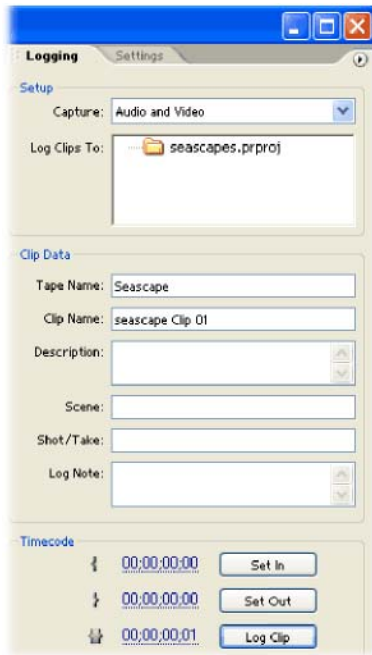 Logging Settings
Setup
Capture: Audio and Video
Log Clips To: seascapes.prproj
Clip Data
Tape Name: Seascape
Clip Name: seascape Clip 01
Description:
Scene:
Shot/Take:
Log Note:
Timecode
00;00;00;00 Set In
00;00;00;00 Set Out
00;00;00;01 Log Clip